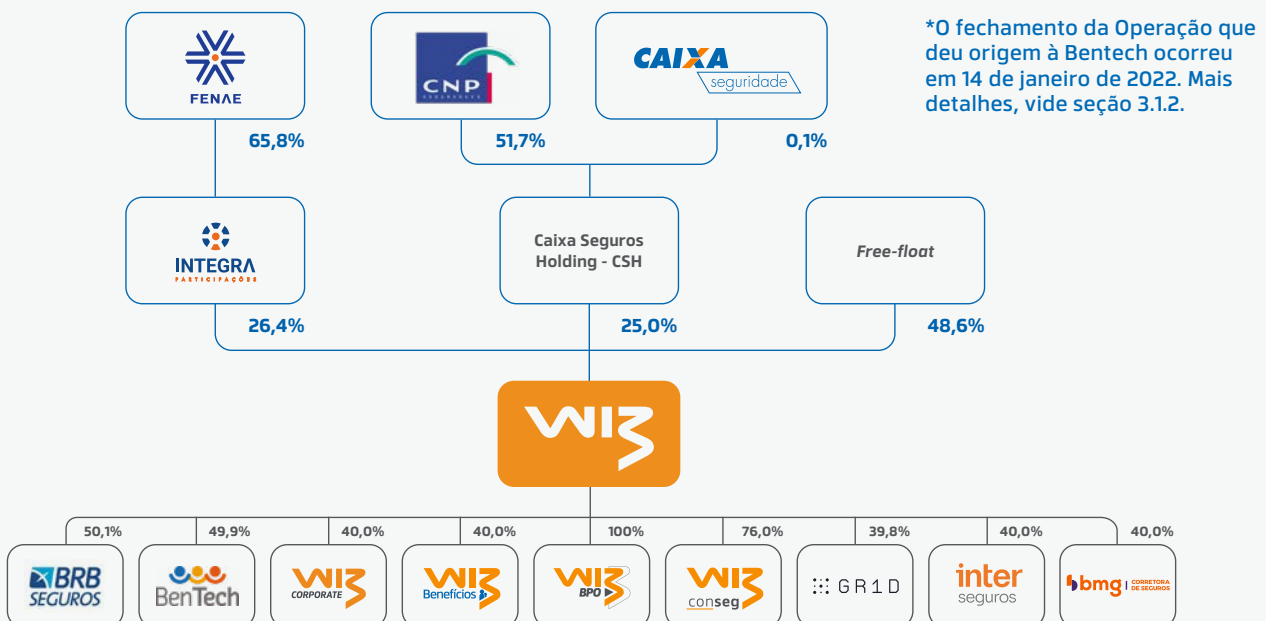 FENAE
CNP
CAIXA
seguridade
*O fechamento da Operação que
deu origem à Bentech ocorreu
em 14 de janeiro de 2022. Mais
detalhes, vide seção 3.1.2.
65,8%
51,7%
0,1%
INTEGRA
PARTICIPAÇÕES
Caixa Seguros
Holding - CSH
Free-float
26,4%
25,0%
48,6%
WIZ
50,1%
49,9%
40,0%
40,0%
100%
76,0%
39,8%
40,0%
40,0%
BRB
SEGUROS
BenTech
WIZ
CORPORATE
WIZ
Benefícios
WIZ
BPO
WIZ
conseg
GR1D
inter
seguros
bmg CORRETORA
DE SEGUROS